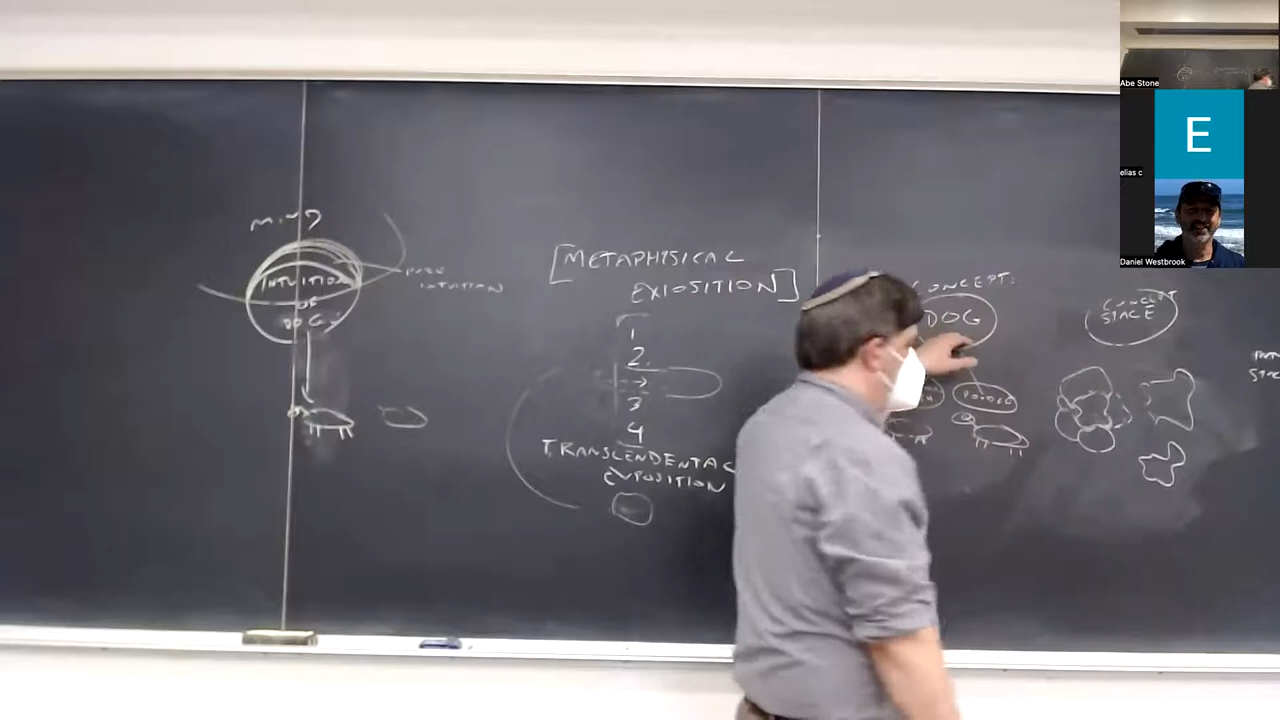 MIND
INTUITION
OF
DOG
PURE
INTUITION
[METAPHYSICAL
EXPOSITION]
1
2.
3
4
TRANSCENDENTAL
EXPOSITION
CONCEPT:
DOG
CONCEPT
SPACE
Abe Stone
E
elias c
Daniel Westbrook